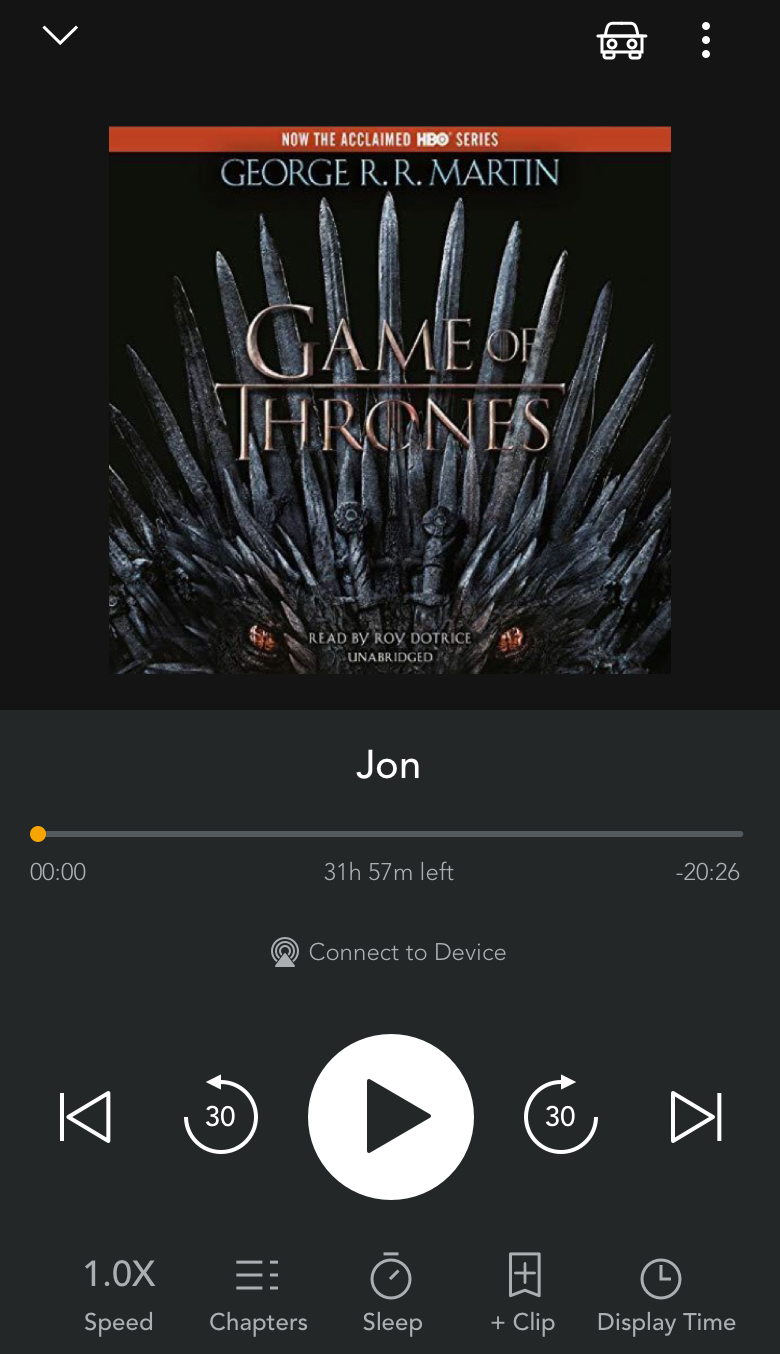 NOW THE ACCLAIMED HBO SERIES
GEORGE R. R. MARTIN
GAME OF
THRONES
READ BY ROY DOTRICE
UNABRIDGED
Jon
00:00 31h 57m left -20:26
Connect to Device
30 30
1.0X
Speed Chapters Sleep + Clip Display Time